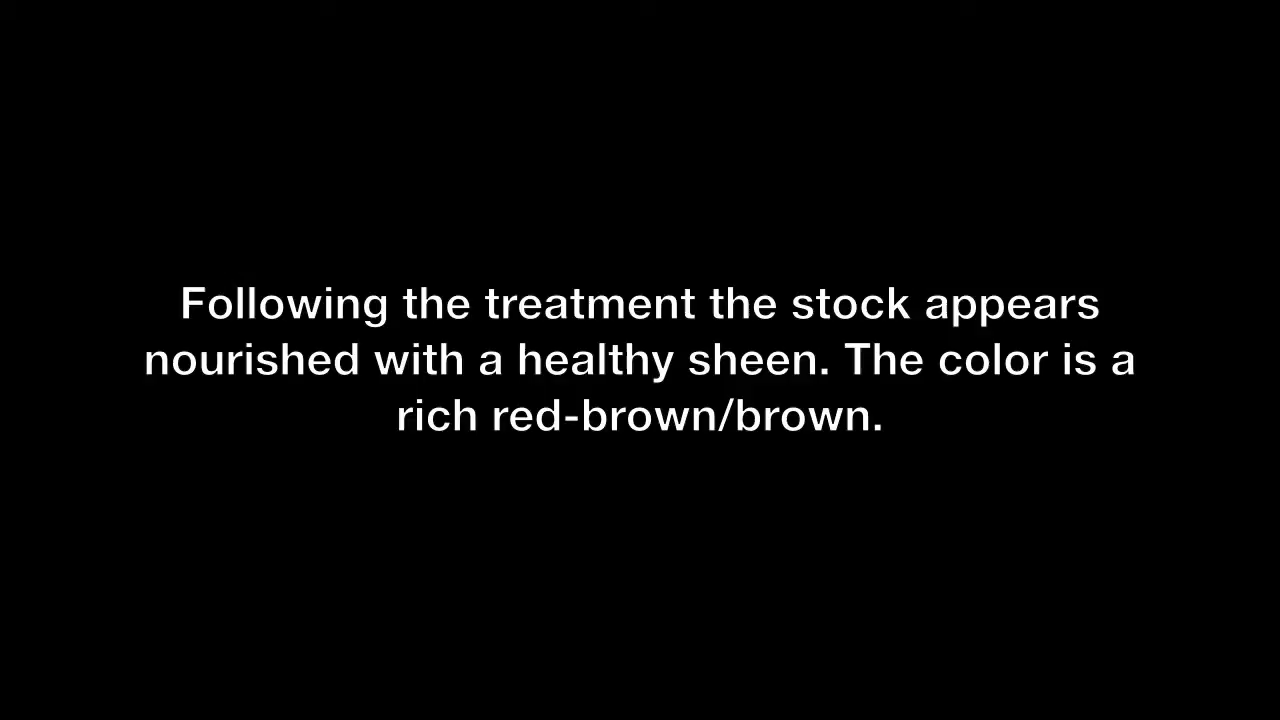 Following the treatment the stock appears
nourished with a healthy sheen. The color is a
rich red-brown/brown.